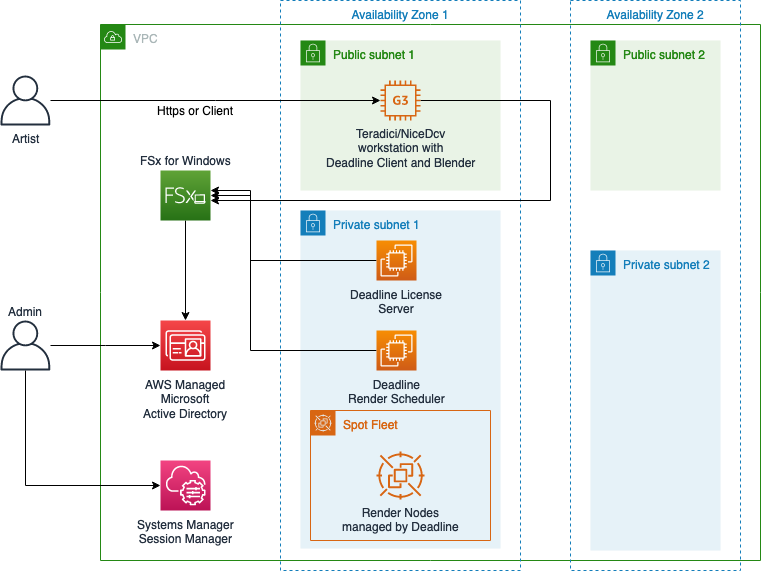 Availability Zone 1
Availability Zone 2
VPC
Public subnet 1
Public subnet 2
G3
Https or Client
Artist
Teradici/NiceDcv
workstation with
Deadline Client and Blender
FSx for Windows
FSx
Private subnet 1
Private subnet 2
Deadline License
Server
Admin
AWS Managed
Microsoft
Active Directory
Deadline
Render Scheduler
Spot Fleet
Systems Manager
Session Manager
Render Nodes
managed by Deadline